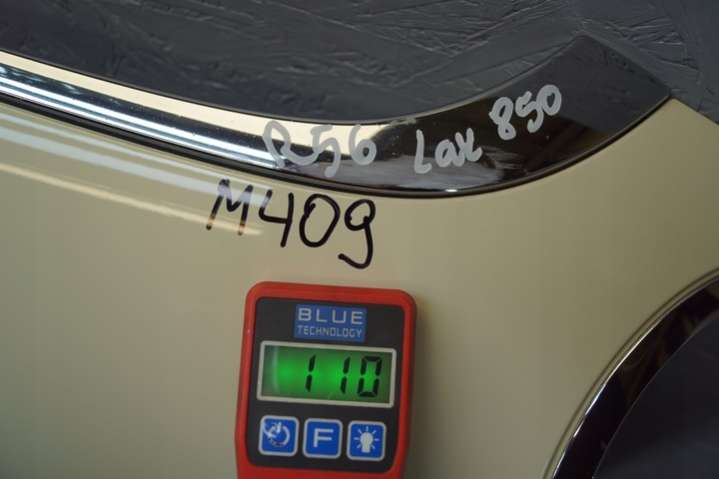 R56 Lak 850
M409
BLUE
TECHNOLOGY
110
F